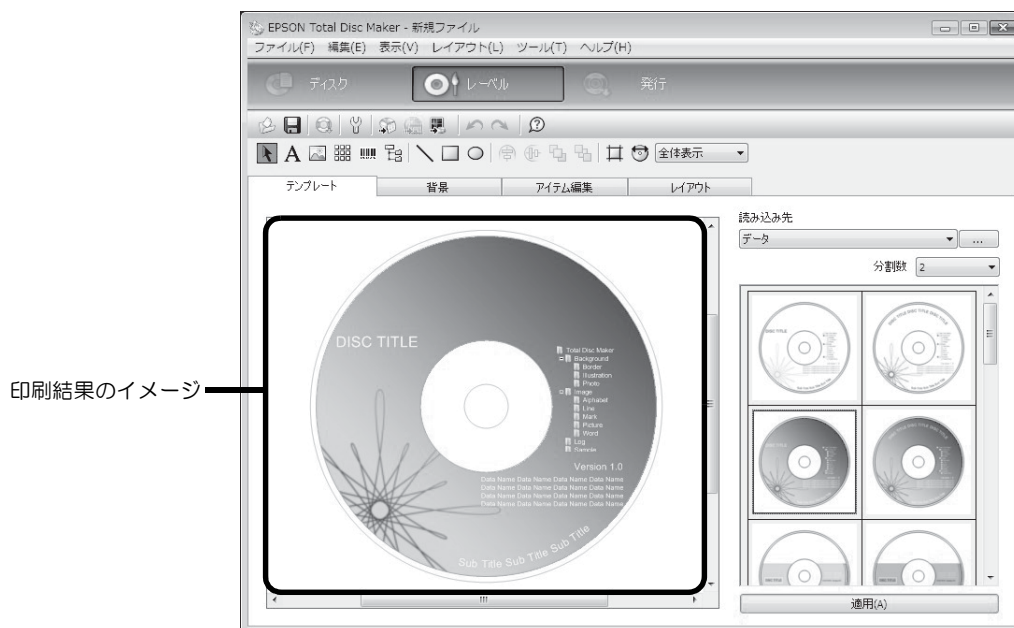 EPSON Total Disc Maker - 新規ファイル
ファイル(F) 編集(E) 表示(V) レイアウト(L) ツール(T) ヘルプ(H)
ディスク レーベル 発行
A 全体表示
テンプレート 背景 アイテム編集 レイアウト
読み込み先
データ ...
分割数 2
DISC TITLE
Total Disc Maker
Background
Border
Illustration
Photo
Image
Alphabet
Line
Mark
Picture
Word
Log
Sample
Version 1.0
Data Name Data Name Data Name Data Name
Data Name Data Name Data Name Data Name
Data Name Data Name Data Name Data Name
Data Name Data Name Data Name Data Name
Sub Title Sub Title Sub Title
印刷結果のイメージ
適用(A)